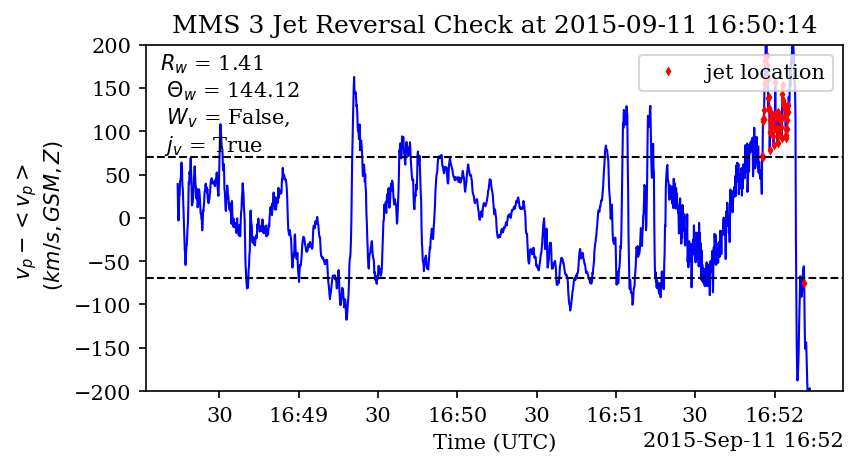 MMS 3 Jet Reversal Check at 2015-09-11 16:50:14
R_w = 1.41
Θ_w = 144.12
W_v = False,
j_v = True
jet location
200
150
100
50
0
−50
−100
−150
−200
v_p − <v_p>
(km/s, GSM, Z)
30 16:49 30 16:50 30 16:51 30 16:52
Time (UTC)
2015-Sep-11 16:52